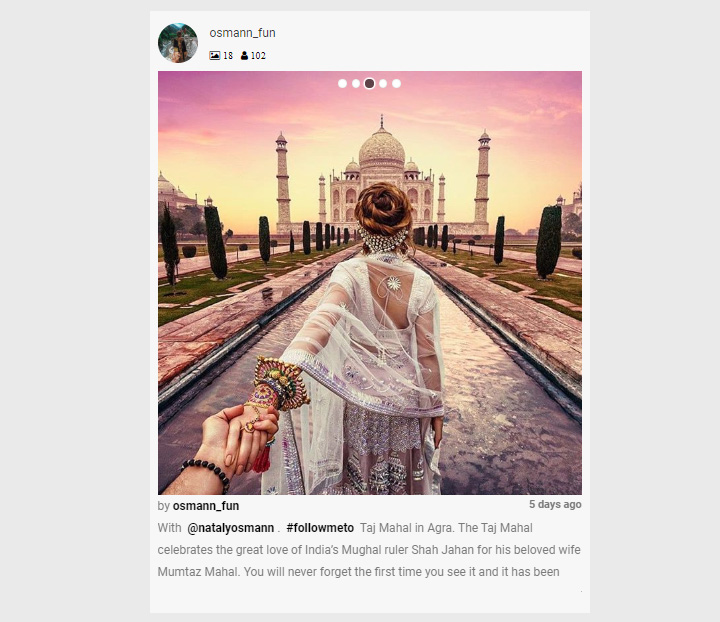 osmann_fun
18 102
by osmann_fun 5 days ago
With @natalyosmann . #followmeto Taj Mahal in Agra. The Taj Mahal
celebrates the great love of India’s Mughal ruler Shah Jahan for his beloved wife
Mumtaz Mahal. You will never forget the first time you see it and it has been